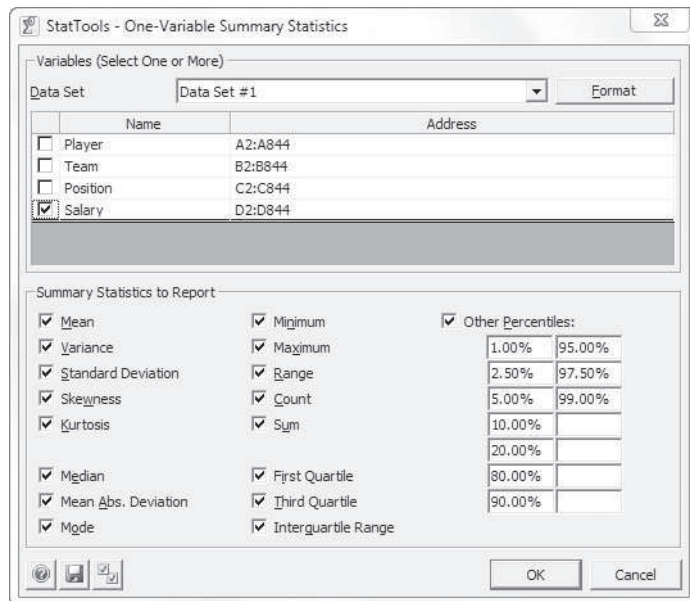 StatTools - One-Variable Summary Statistics
Variables (Select One or More)
Data Set Data Set #1 Format
Name Address
Player A2:A844
Team B2:B844
Position C2:C844
Salary D2:D844
Summary Statistics to Report
Mean Minimum Other Percentiles:
Variance Maximum 1.00% 95.00%
Standard Deviation Range 2.50% 97.50%
Skewness Count 5.00% 99.00%
Kurtosis Sum 10.00%
20.00%
Median First Quartile 80.00%
Mean Abs. Deviation Third Quartile 90.00%
Mode Interquartile Range
OK Cancel